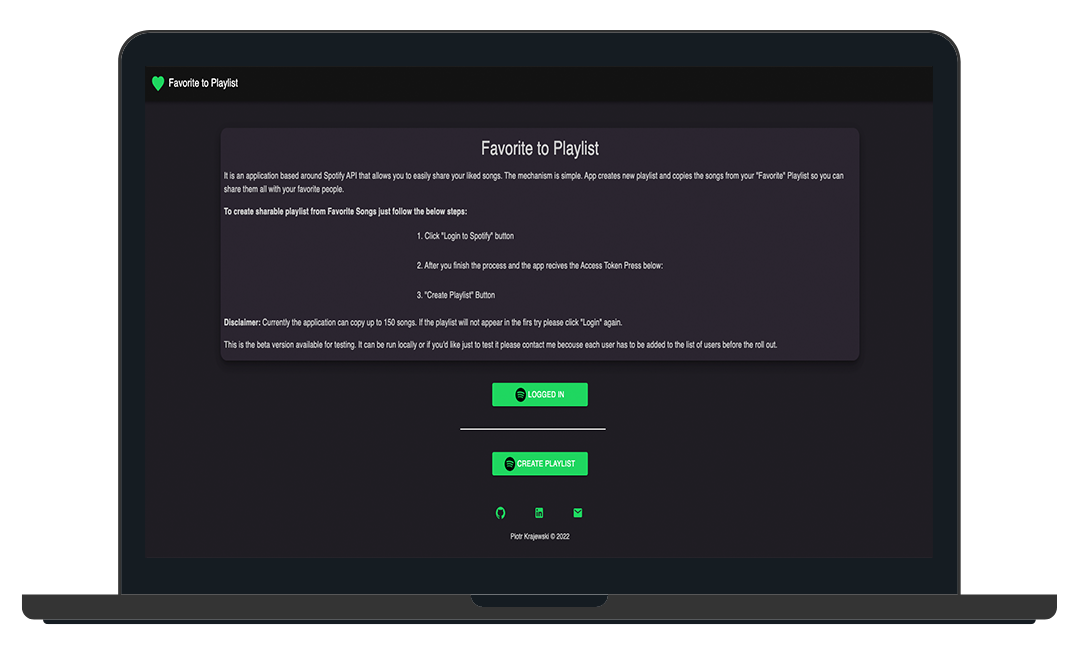 Favorite to Playlist
Favorite to Playlist
It is an application based around Spotify API that allows you to easily share your liked songs. The mechanism is simple. App creates new playlist and copies the songs from your "Favorite" Playlist so you can
share them all with your favorite people.
To create sharable playlist from Favorite Songs just follow the below steps:
1. Click "Login to Spotify" button
2. After you finish the process and the app recives the Access Token Press below:
3. "Create Playlist" Button
Disclaimer: Currently the application can copy up to 150 songs. If the playlist will not appear in the firs try please click "Login" again.
This is the beta version available for testing. It can be run locally or if you'd like just to test it please contact me becouse each user has to be added to the list of users before the roll out.
LOGGED IN
CREATE PLAYLIST
Piotr Krajewski © 2022